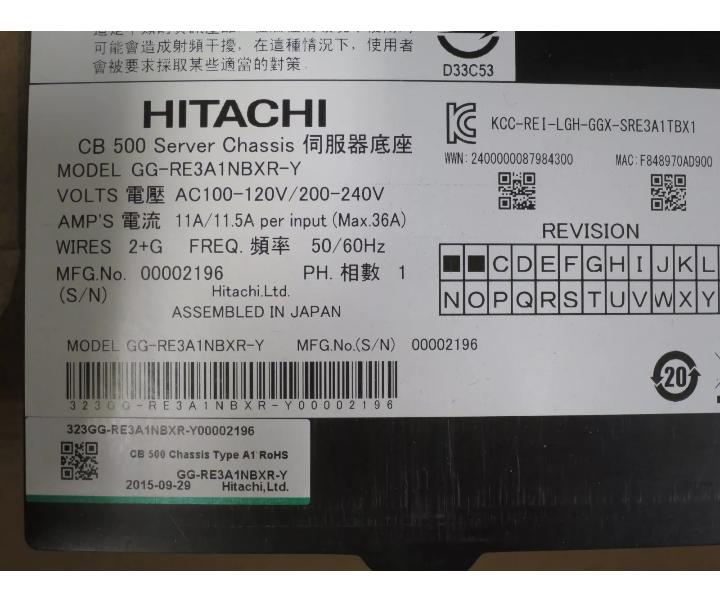 可能會造成射頻干擾，在這種情況下，使用者
會被要求採取某些適當的對策
D33C53
HITACHI
CB 500 Server Chassis 伺服器底座
MODEL GG-RE3A1NBXR-Y
VOLTS 電壓 AC100-120V/200-240V
AMP'S 電流 11A/11.5A per input (Max.36A)
WIRES 2+G FREQ. 頻率 50/60Hz
MFG.No. 00002196 PH. 相數 1
(S/N) Hitachi,Ltd.
ASSEMBLED IN JAPAN
KCC-REI-LGH-GGX-SRE3A1TBX1
WWN: 2400000087984300 MAC:F848970AD900
REVISION
■ ■ C D E F G H I J K L
N O P Q R S T U V W X Y
MODEL GG-RE3A1NBXR-Y MFG.No.(S/N) 00002196
323GG-RE3A1NBXR-Y00002196
20
323GG-RE3A1NBXR-Y00002196
CB 500 Chassis Type A1 RoHS
GG-RE3A1NBXR-Y
2015-09-29 Hitachi,Ltd.